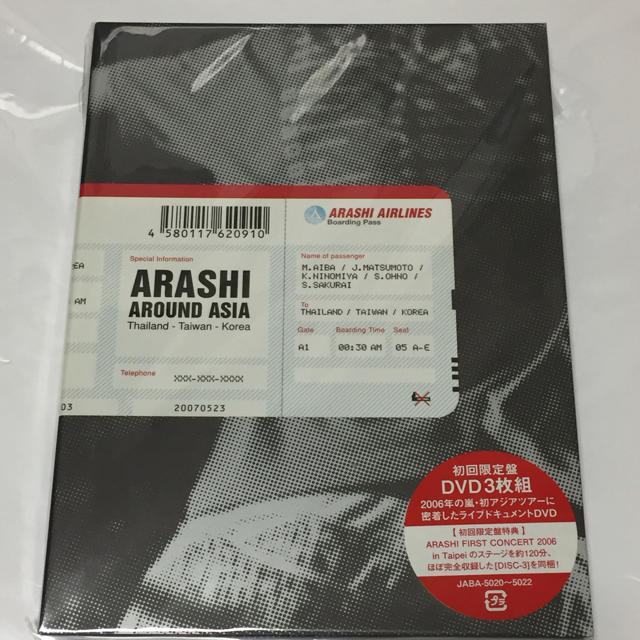 4 580117 620910
ARASHI AIRLINES
Boarding Pass
Special Information
ARASHI
AROUND ASIA
Thailand - Taiwan - Korea
Name of passenger
M.AIBA / J.MATSUMOTO /
K.NINOMIYA / S.OHNO /
S.SAKURAI
To
THAILAND / TAIWAN / KOREA
Gate Boarding Time Seat
A1 00:30 AM 05 A-E
EA
AM
Telephone
XXX-XXX-XXXX
03
20070523
初回限定盤
DVD3枚組
2006年の嵐・初アジアツアーに
密着したライブドキュメントDVD
【初回限定盤特典】
ARASHI FIRST CONCERT 2006
in Taipei のステージを約120分、
ほぼ完全収録した[DISC-3]を同梱!
JABA-5020〜5022
プラ